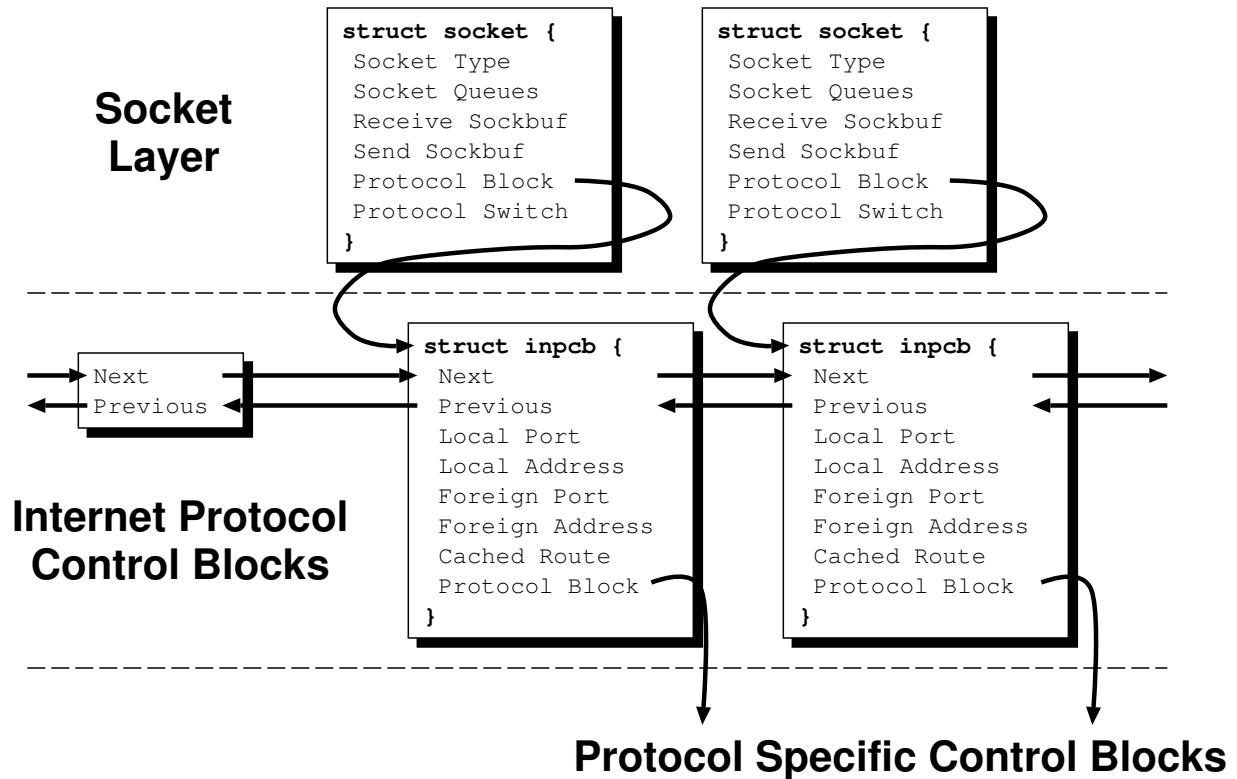 Socket
Layer
struct socket {
Socket Type
Socket Queues
Receive Sockbuf
Send Sockbuf
Protocol Block
Protocol Switch
}
struct socket {
Socket Type
Socket Queues
Receive Sockbuf
Send Sockbuf
Protocol Block
Protocol Switch
}
Next
Previous
Internet Protocol
Control Blocks
struct inpcb {
Next
Previous
Local Port
Local Address
Foreign Port
Foreign Address
Cached Route
Protocol Block
}
struct inpcb {
Next
Previous
Local Port
Local Address
Foreign Port
Foreign Address
Cached Route
Protocol Block
}
Protocol Specific Control Blocks